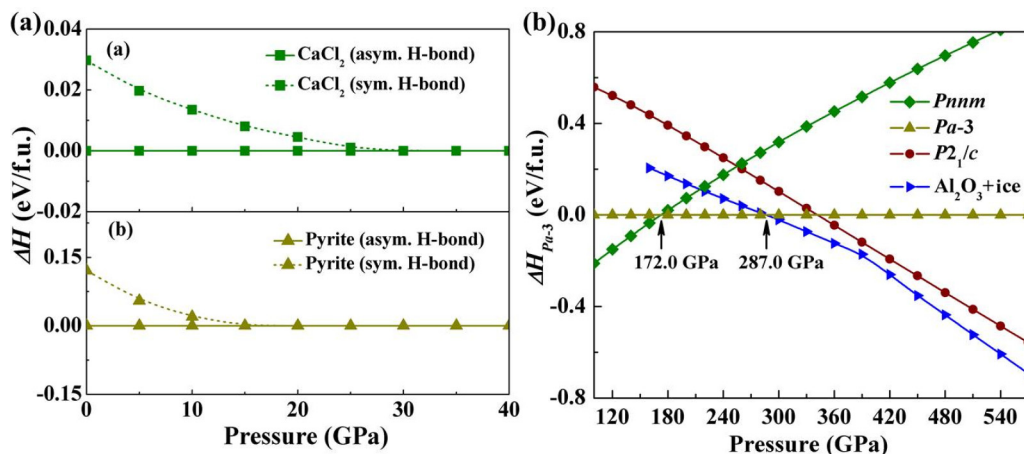 (a)
0.04
0.02
0.00
-0.02
(a)
CaCl2 (asym. H-bond)
CaCl2 (sym. H-bond)
0.15
0.00
-0.15
(b)
Pyrite (asym. H-bond)
Pyrite (sym. H-bond)
ΔH (eV/f.u.)
0 10 20 30 40
Pressure (GPa)
(b)
0.8
0.4
0.0
-0.4
-0.8
ΔH Pa-3 (eV/f.u.)
Pnnm
Pa-3
P21/c
Al2O3+ice
172.0 GPa
287.0 GPa
120 180 240 300 360 420 480 540
Pressure (GPa)